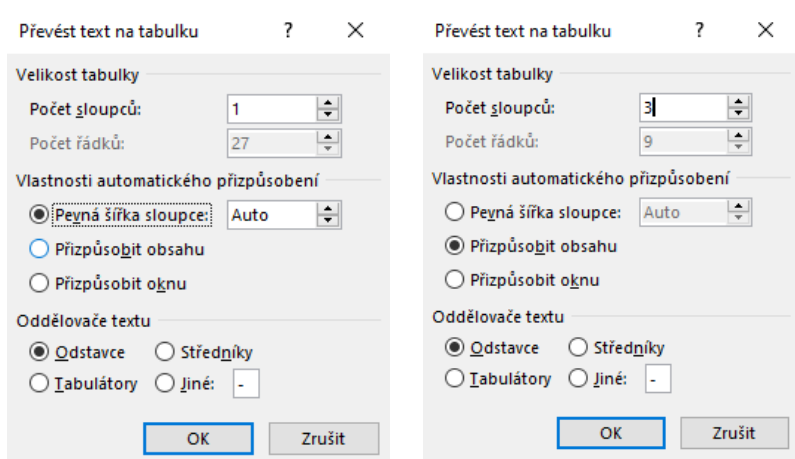 Převést text na tabulku ? ×
Velikost tabulky
Počet sloupců: 1
Počet řádků: 27
Vlastnosti automatického přizpůsobení
Pevná šířka sloupce: Auto
Přizpůsobit obsahu
Přizpůsobit oknu
Oddělovače textu
Odstavce Středníky
Tabulátory Jiné: -
OK Zrušit
Převést text na tabulku ? ×
Velikost tabulky
Počet sloupců: 3
Počet řádků: 9
Vlastnosti automatického přizpůsobení
Pevná šířka sloupce: Auto
Přizpůsobit obsahu
Přizpůsobit oknu
Oddělovače textu
Odstavce Středníky
Tabulátory Jiné: -
OK Zrušit